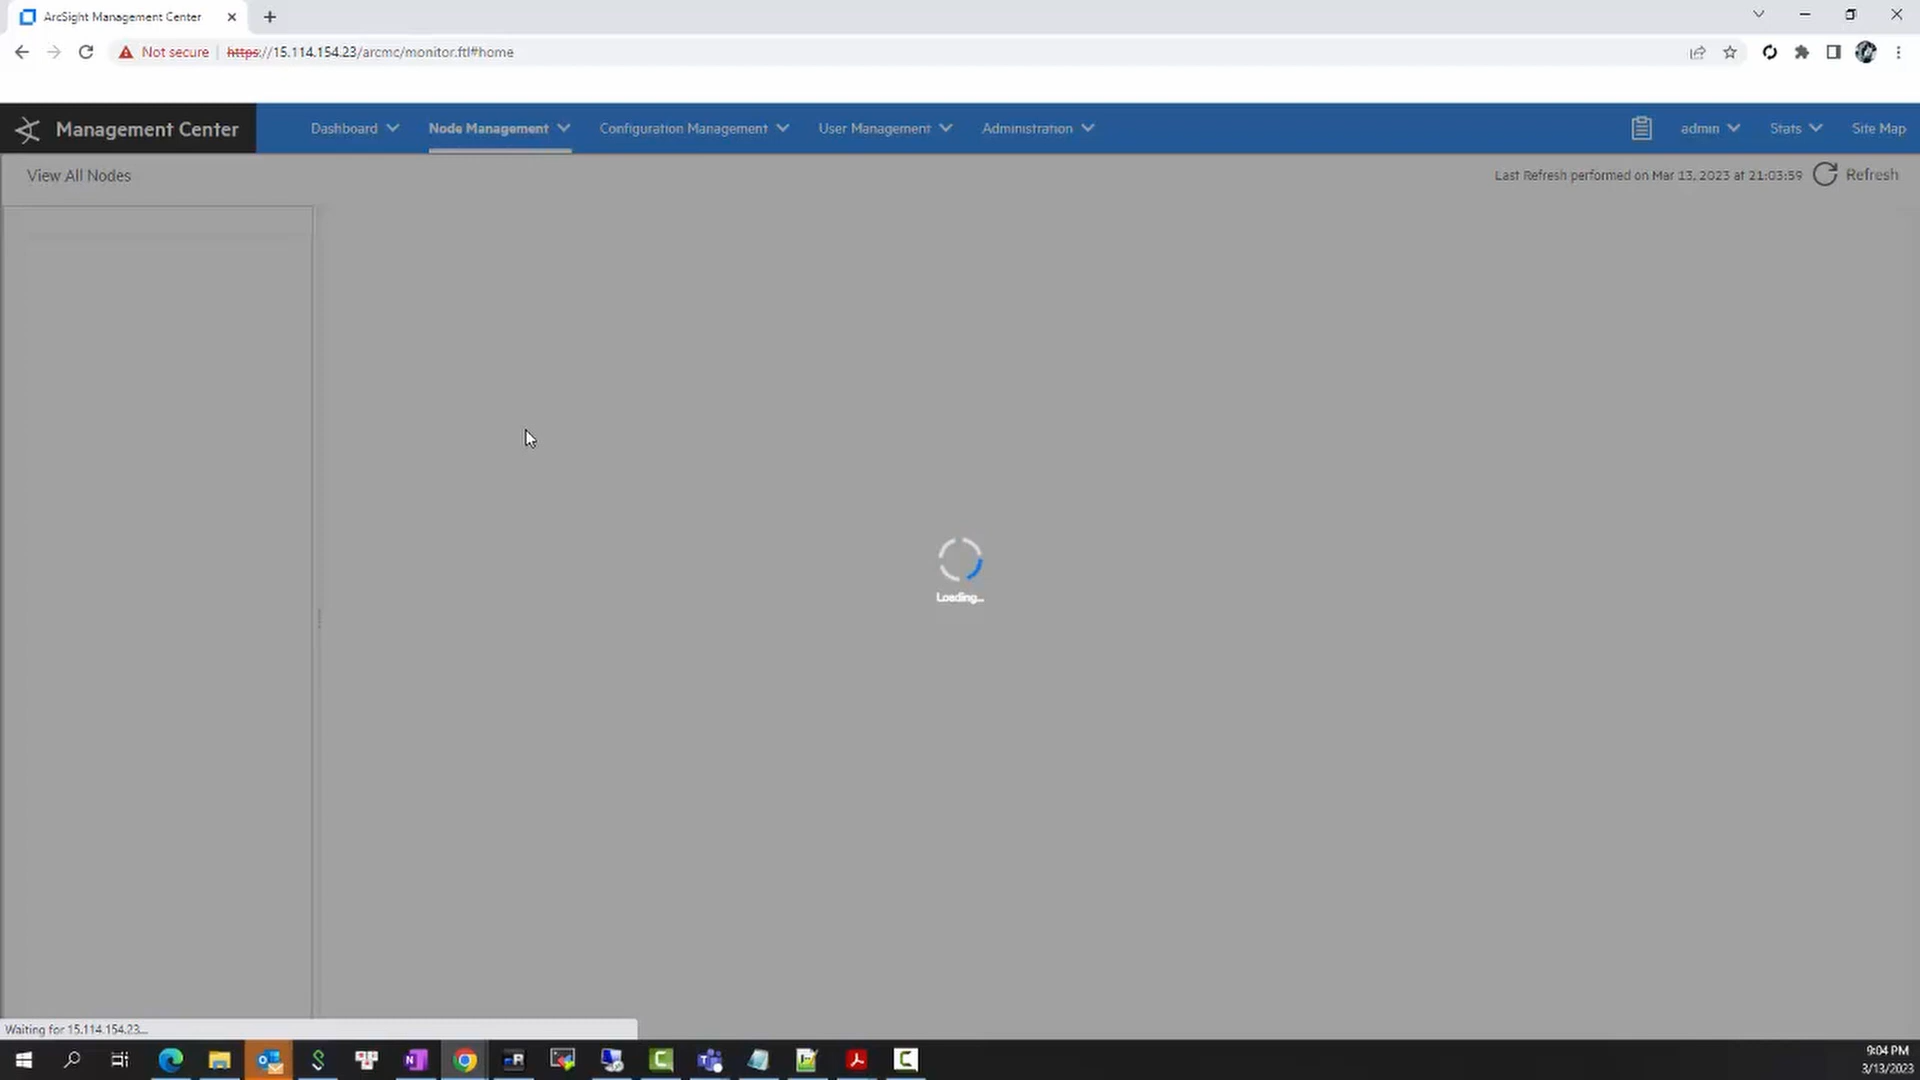 ArcSight Management Center
Not secure
https://15.114.154.23/arcmc/monitor.ftl#home
Management Center
Dashboard
Node Management
Configuration Management
User Management
Administration
admin
Stats
Site Map
View All Nodes
Last Refresh performed on Mar 13, 2023 at 21:03:59
Refresh
Loading...
Waiting for 15.114.154.23...
9:04 PM
3/13/2023